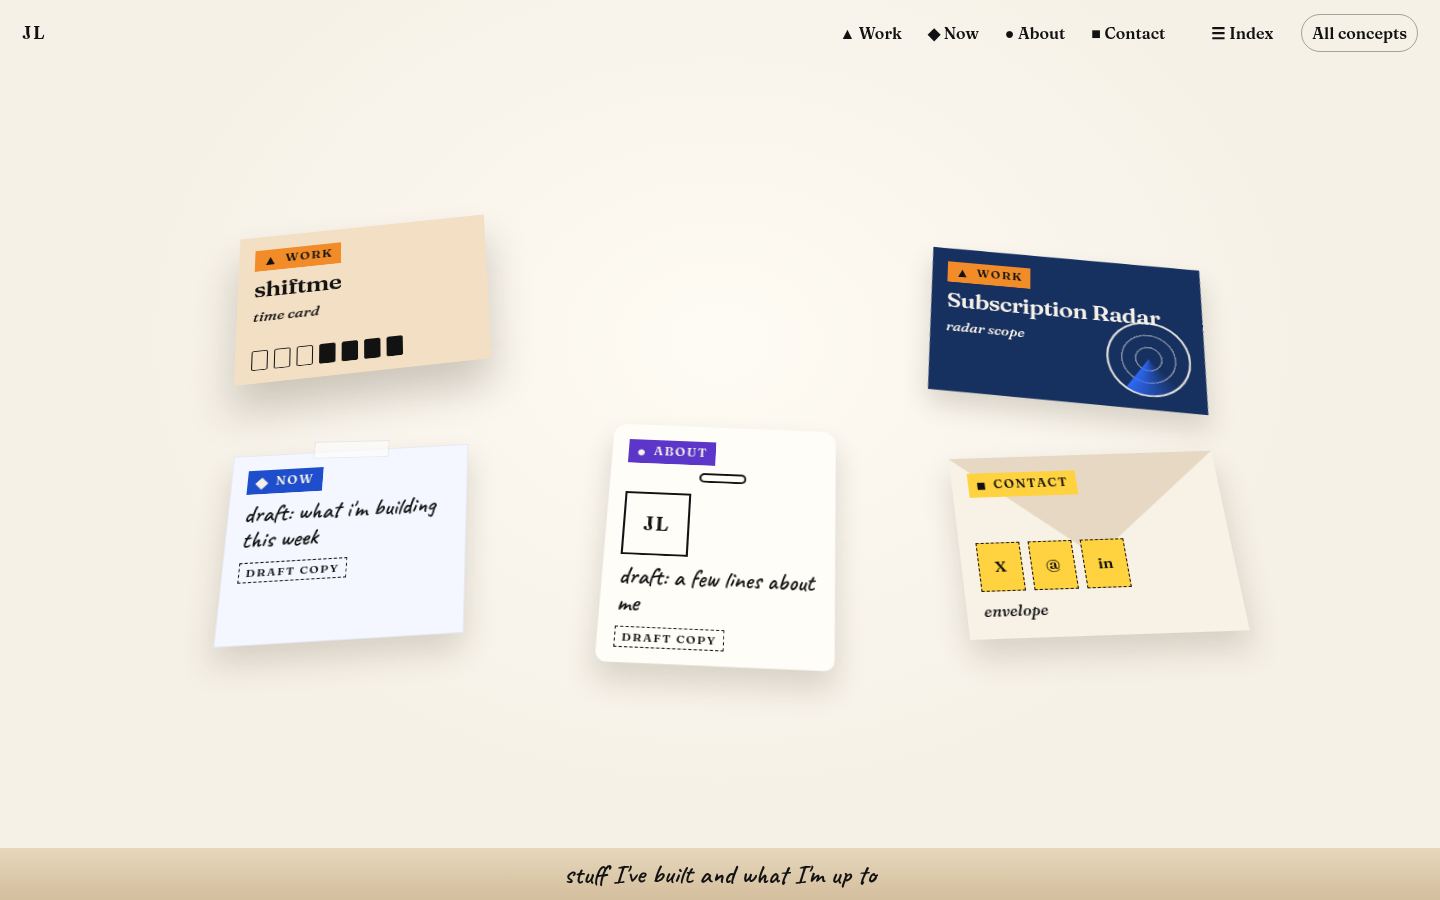 JL
▲ Work ◆ Now ● About ■ Contact ☰ Index All concepts
▲ WORK
shiftme
time card
▲ WORK
Subscription Radar
radar scope
◆ NOW
draft: what i'm building
this week
DRAFT COPY
● ABOUT
JL
draft: a few lines about
me
DRAFT COPY
■ CONTACT
X @ in
envelope
stuff I've built and what I'm up to